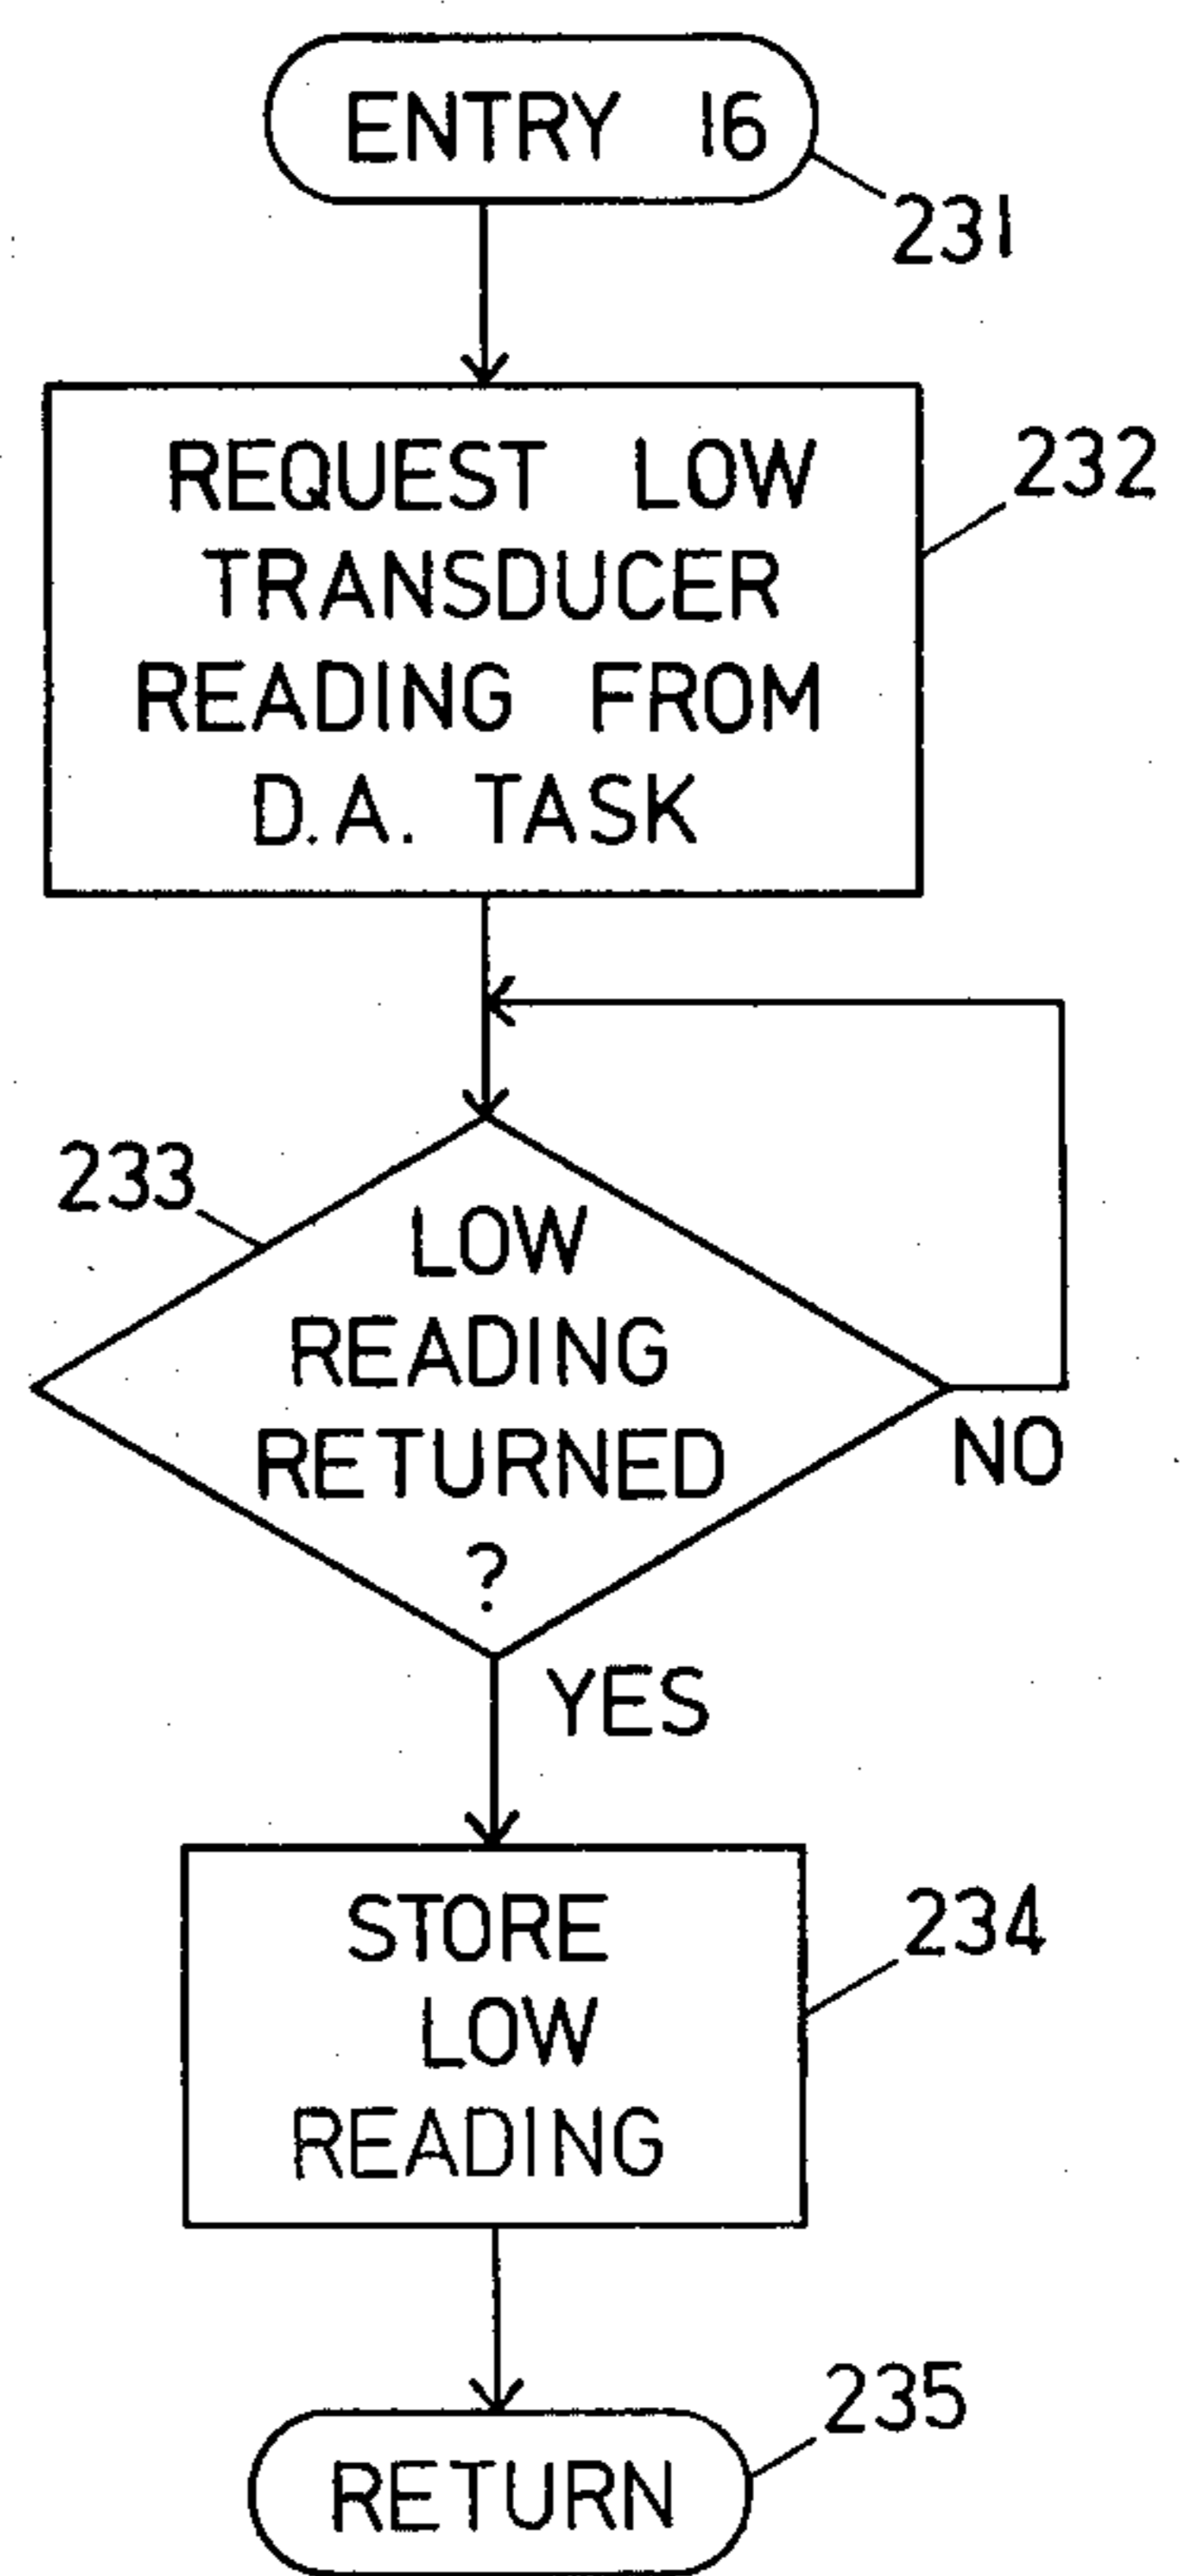 ENTRY 16
231
REQUEST LOW
TRANSDUCER
READING FROM
D.A. TASK
232
233
LOW
READING
RETURNED
?
NO
YES
STORE
LOW
READING
234
RETURN
235